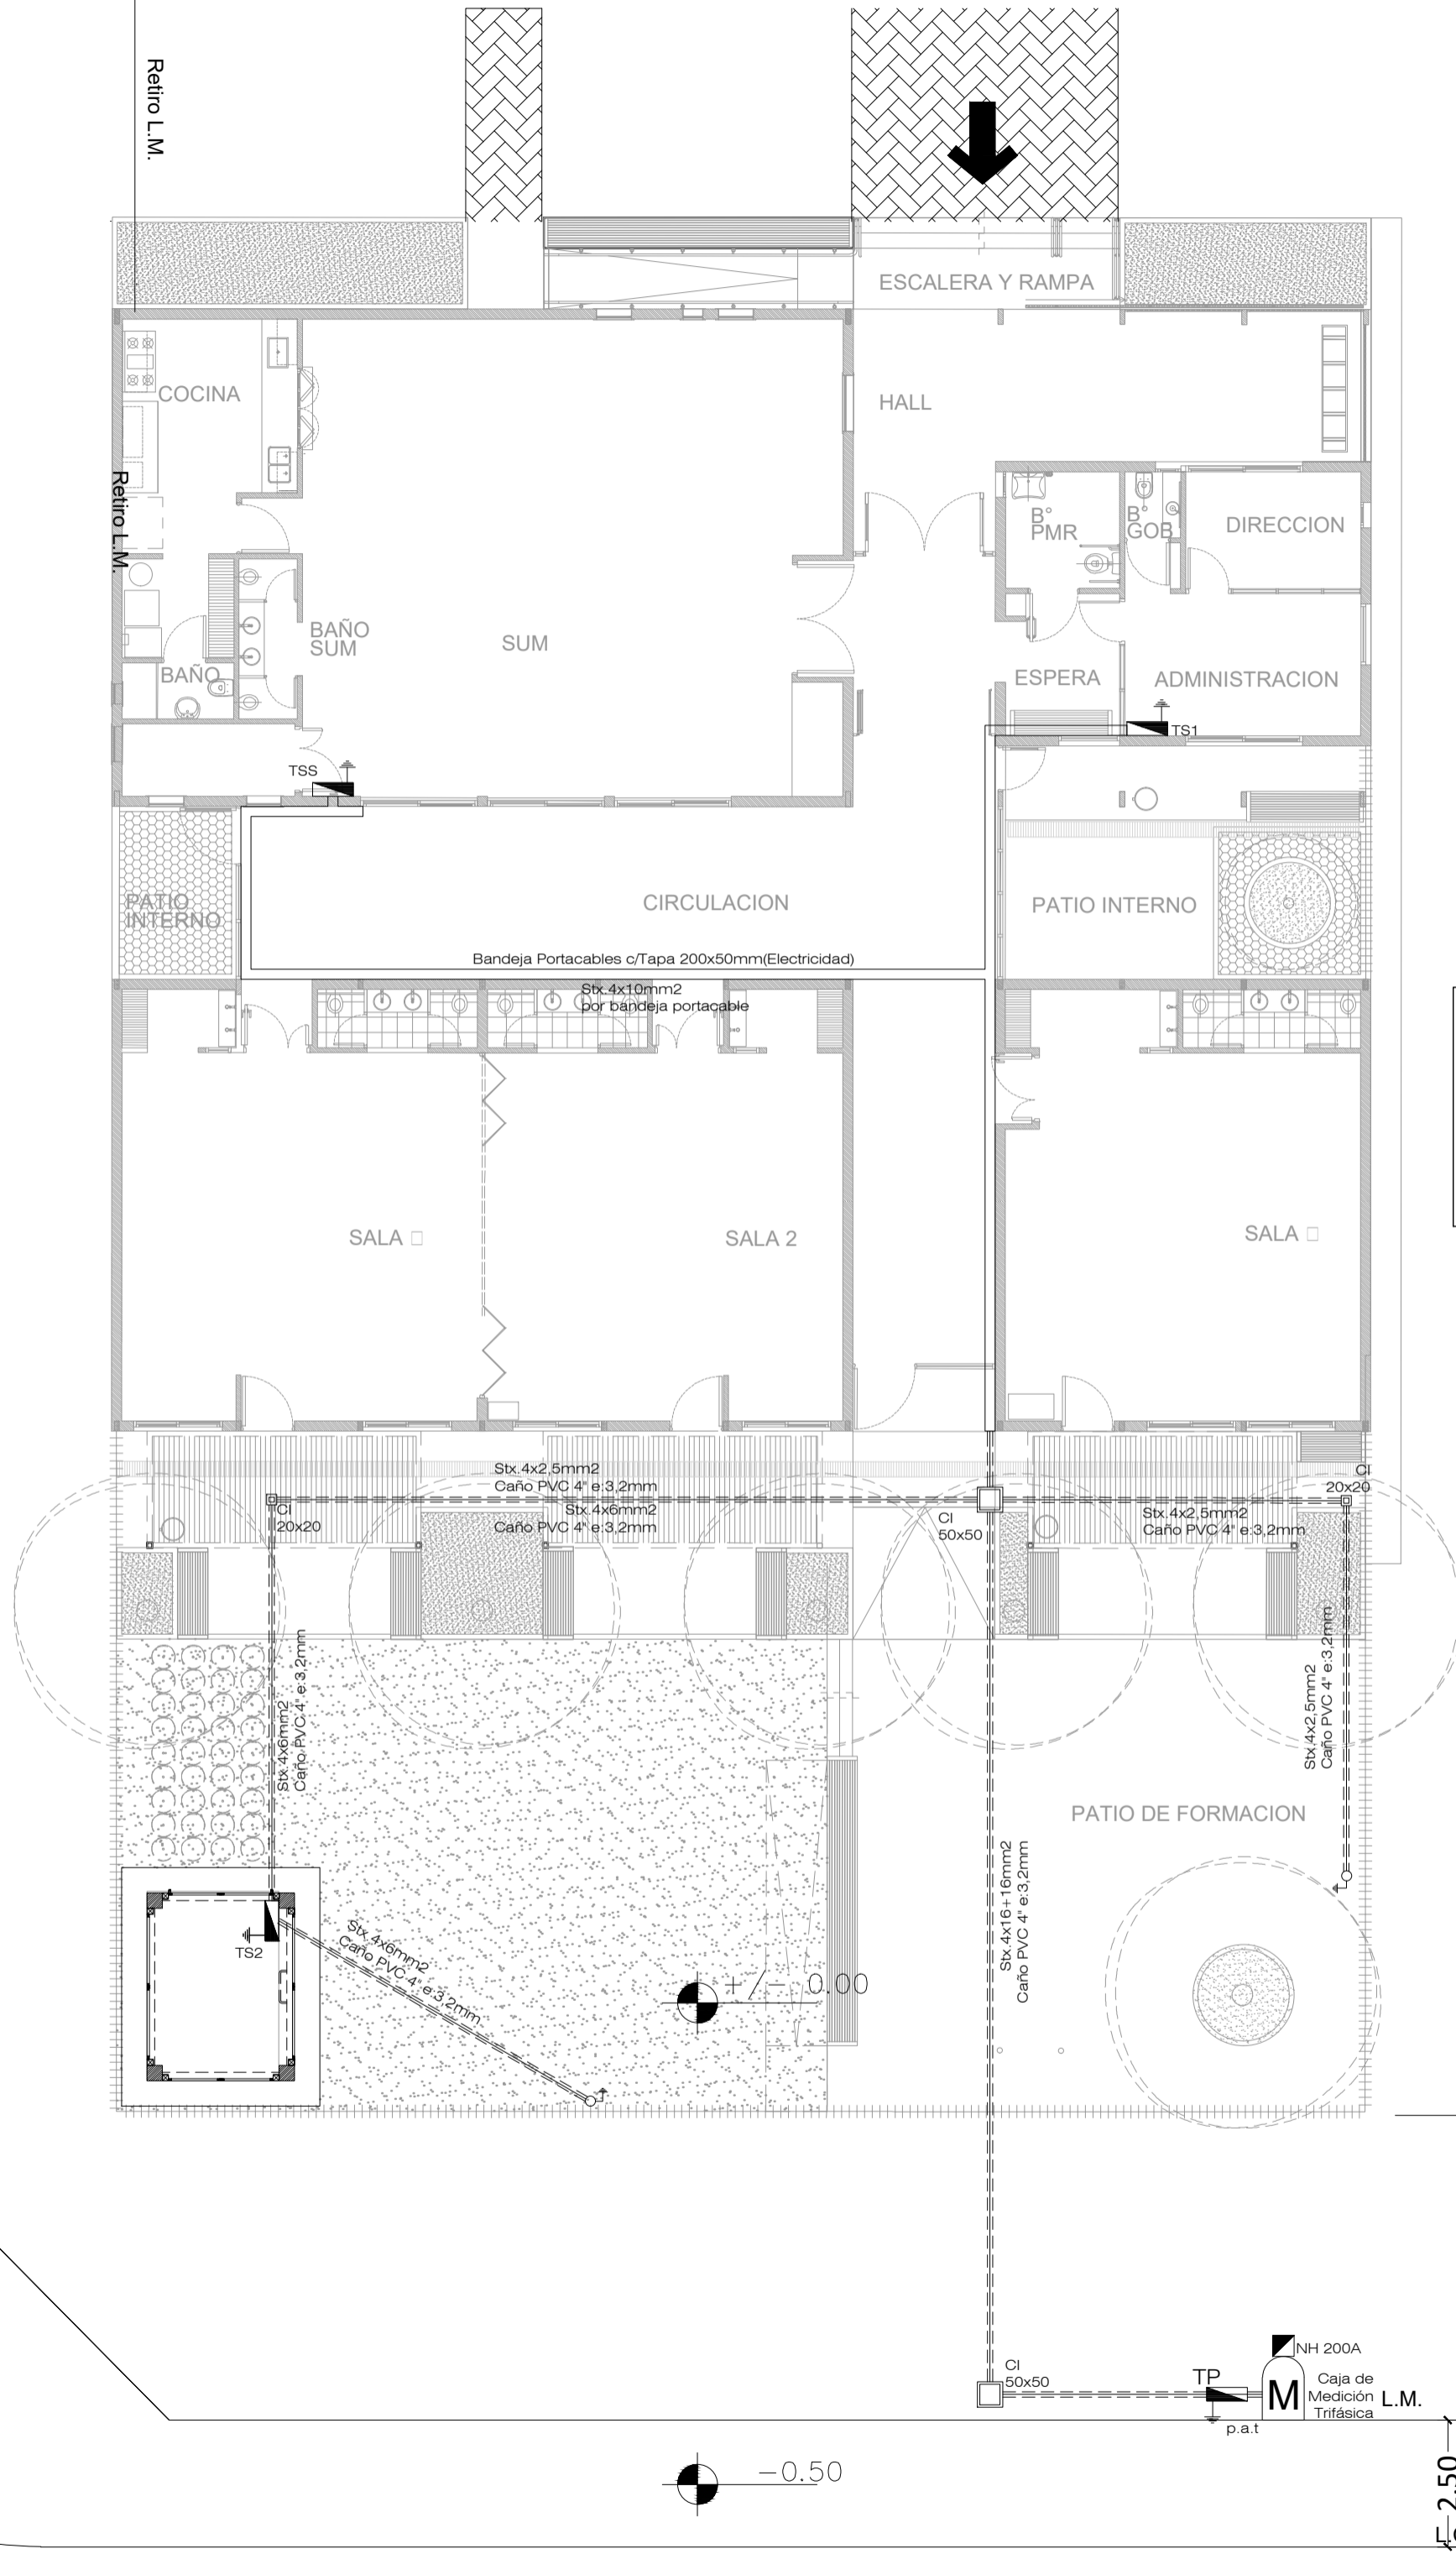 Retiro L.M.
ESCALERA Y RAMPA
COCINA
HALL
Retiro L.M.
B°
PMR
B°
GOB
DIRECCION
BAÑO
SUM
SUM
BAÑO
ESPERA
ADMINISTRACION
TS1
TSS
PATIO
INTERNO
CIRCULACION
PATIO INTERNO
Bandeja Portacables c/Tapa 200x50mm(Electricidad)
Stx.4x10mm2
por bandeja portacable
SALA
SALA 2
SALA
Stx.4x2,5mm2
Caño PVC 4" e:3,2mm
Stx.4x6mm2
Caño PVC 4" e:3,2mm
CI
20x20
CI
50x50
CI
20x20
Stx.4x2,5mm2
Caño PVC 4" e:3,2mm
Stx.4x6mm2
Caño PVC 4" e:3,2mm
Stx.4x2,5mm2
Caño PVC 4" e:3,2mm
PATIO DE FORMACION
Stx.4x16+16mm2
Caño PVC 4" e:3,2mm
TS2
Stx.4x6mm2
Caño PVC 4" e:3,2mm
+/- 0.00
NH 200A
CI
50x50
TP
M
Caja de
Medición
Trifásica
L.M.
p.a.t
-0.50
2.50